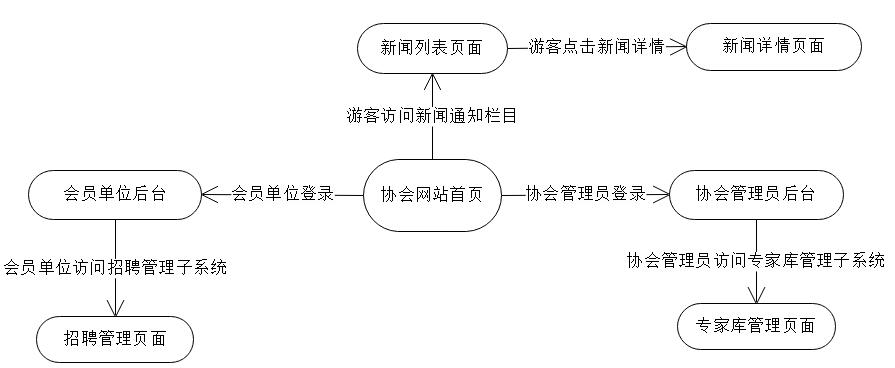 新闻列表页面
游客点击新闻详情
新闻详情页面
游客访问新闻通知栏目
会员单位后台
会员单位登录
协会网站首页
协会管理员登录
协会管理员后台
会员单位访问招聘管理子系统
协会管理员访问专家库管理子系统
招聘管理页面
专家库管理页面